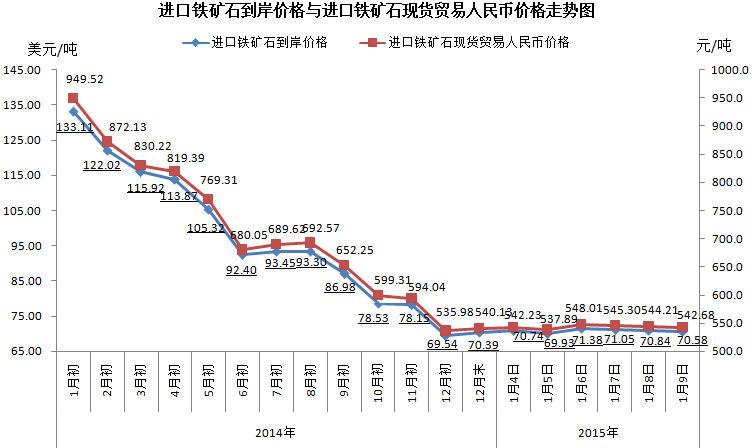 进口铁矿石到岸价格与进口铁矿石现货贸易人民币价格走势图
美元/吨
进口铁矿石到岸价格
进口铁矿石现货贸易人民币价格
元/吨
145.00
135.00
125.00
115.00
105.00
95.00
85.00
75.00
65.00
1000.0
950.0
900.0
850.0
800.0
750.0
700.0
650.0
600.0
550.0
500.0
949.52
872.13
830.22
819.39
769.31
680.05
689.62
692.57
652.25
599.31
594.04
535.98
540.13
542.23
537.89
548.01
545.30
544.21
542.68
133.11
122.02
115.92
113.87
105.32
92.40
93.45
93.30
86.98
78.53
78.15
69.54
70.39
70.74
69.93
71.38
71.05
70.84
70.58
1月初
2月初
3月初
4月初
5月初
6月初
7月初
8月初
9月初
10月初
11月初
12月初
12月末
1月4日
1月5日
1月6日
1月7日
1月8日
1月9日
2014年
2015年